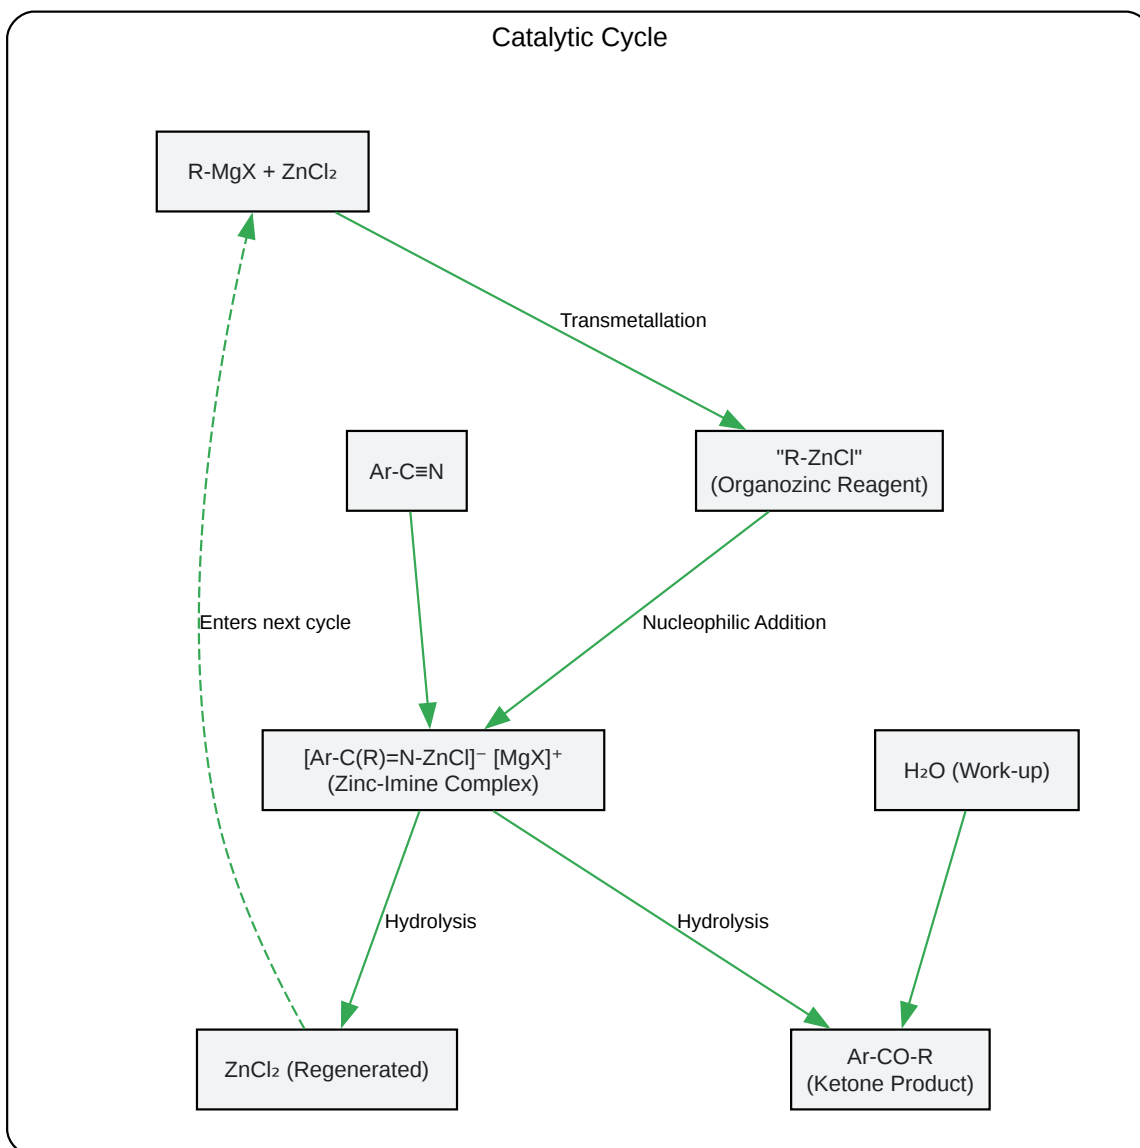 Catalytic Cycle
R-MgX + ZnCl₂
Transmetallation
Ar-C≡N
"R-ZnCl"
(Organozinc Reagent)
Enters next cycle
Nucleophilic Addition
[Ar-C(R)=N-ZnCl]⁻ [MgX]⁺
(Zinc-Imine Complex)
H₂O (Work-up)
Hydrolysis
Hydrolysis
ZnCl₂ (Regenerated)
Ar-CO-R
(Ketone Product)